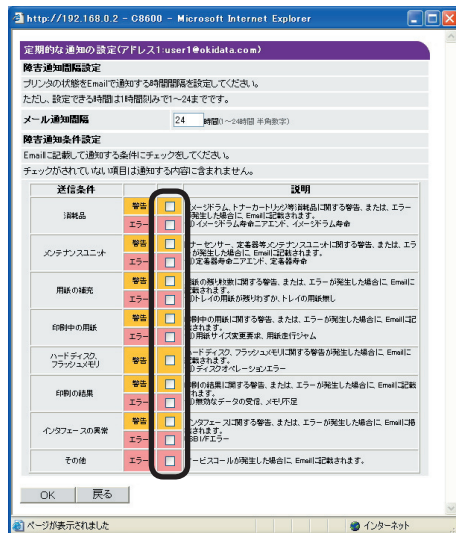 http://192.168.0.2 - C8600 - Microsoft Internet Explorer
定期的な通知の設定(アドレス1:user1@okidata.com)
障害通知間隔設定
プリンタの状態をEmailで通知する時間間隔を設定してください。
ただし、設定できる時間は1時間刻みで1～24までです。
メール通知間隔 24 時間(1～24時間 半角数字)
障害通知条件設定
Emailに記載して通知する条件にチェックをしてください。
チェックがされていない項目は通知する内容に含まれません。
送信条件 説明
消耗品 警告 メージドラム、トナーカートリッジ等消耗品に関する警告、または、エラー
エラー 発生した場合に、Emailに記載されます。
)イメージドラム寿命ニアエンド、イメージドラム寿命
メンテナンスユニット 警告 ナーセンサー、定着器等メンテナンスユニットに関する警告、または、エラ
エラー が発生した場合に、Emailに記載されます。
)定着器寿命ニアエンド、定着器寿命
用紙の補充 警告 紙の残り枚数に関する警告、または、エラーが発生した場合に、Emailに
エラー 載されます。
)トレイの用紙が残りわずか、トレイの用紙無し
印刷中の用紙 警告 刷中の用紙に関する警告、または、エラーが発生した場合に、Emailに記
エラー されます。
)用紙サイズ変更要求、用紙走行ジャム
ハードディスク、
フラッシュメモリ 警告 ードディスク、フラッシュメモリに関する警告が発生した場合に、Emailに
エラー 載されます。
)ディスクオペレーションエラー
印刷の結果 警告 刷の結果に関する警告、または、エラーが発生した場合に、Emailに記載
エラー れます。
)無効なデータの受信、メモリ不足
インタフェースの異常 警告 ンタフェースに関する警告、または、エラーが発生した場合に、Emailに掲
エラー されます。
SB I/Fエラー
その他 エラー ービスコールが発生した場合に、Emailに記載されます。
OK 戻る
ページが表示されました インターネット